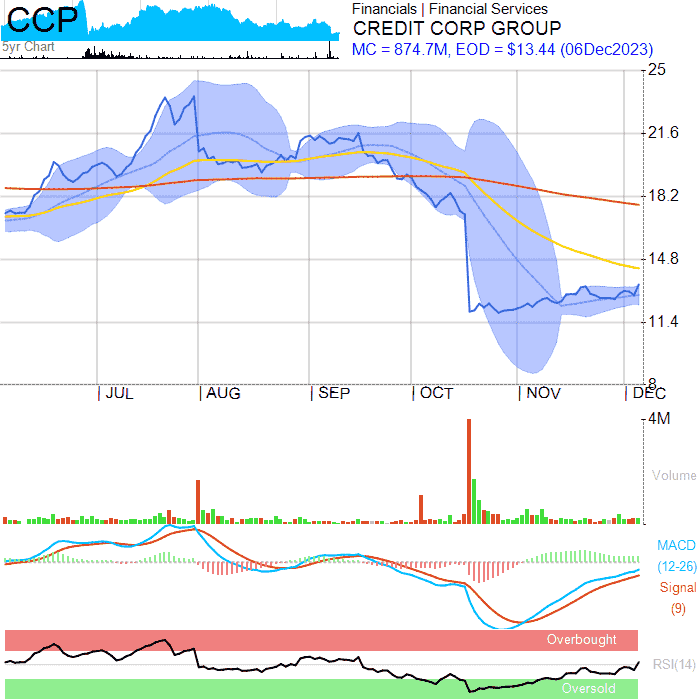 CCP
5yr Chart
Financials | Financial Services
CREDIT CORP GROUP
MC = 874.7M, EOD = $13.44 (06Dec2023)
25
21.6
18.2
14.8
11.4
8
JUL AUG SEP OCT NOV DEC
4M
Volume
MACD
(12-26)
Signal
(9)
Overbought
RSI(14)
Oversold